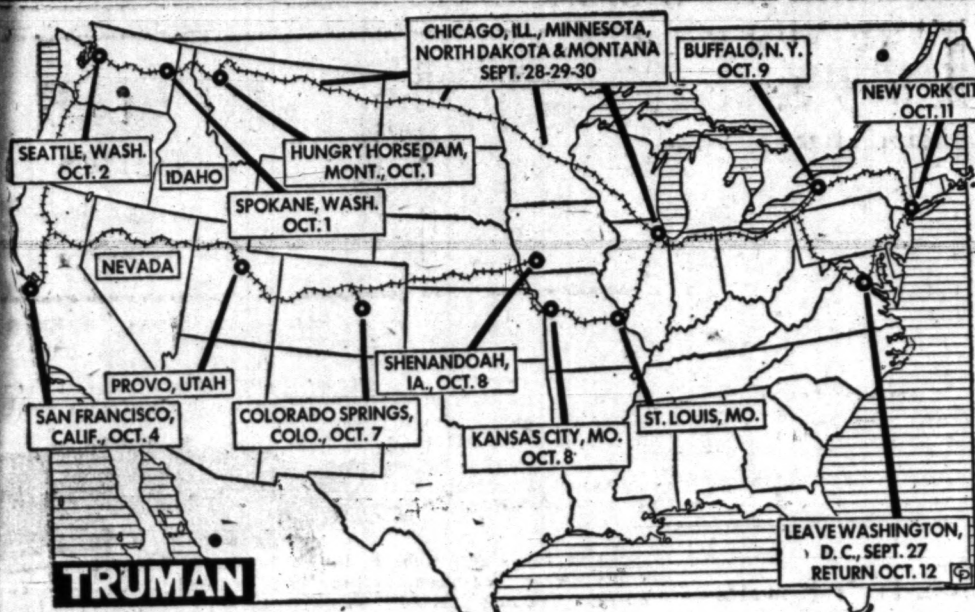 CHICAGO, ILL., MINNESOTA,
NORTH DAKOTA & MONTANA
SEPT. 28-29-30
BUFFALO, N. Y.
OCT. 9
NEW YORK CIT
OCT. 11
SEATTLE, WASH.
OCT. 2
IDAHO
HUNGRY HORSE DAM,
MONT., OCT. 1
SPOKANE, WASH.
OCT. 1
NEVADA
PROVO, UTAH
SHENANDOAH,
IA., OCT. 8
SAN FRANCISCO,
CALIF., OCT. 4
COLORADO SPRINGS,
COLO., OCT. 7
KANSAS CITY, MO.
OCT. 8
ST. LOUIS, MO.
LEAVE WASHINGTON,
D. C., SEPT. 27
RETURN OCT. 12
CP
TRUMAN